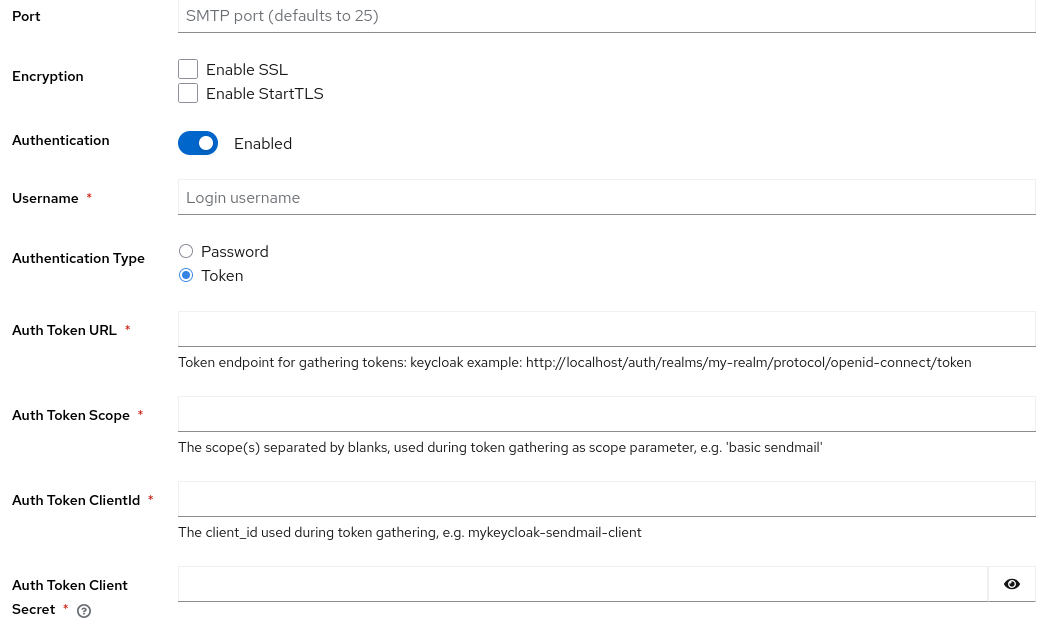 Port
SMTP port (defaults to 25)
Encryption
Enable SSL
Enable StartTLS
Authentication
Enabled
Username *
Login username
Authentication Type
Password
Token
Auth Token URL *
Token endpoint for gathering tokens: keycloak example: http://localhost/auth/realms/my-realm/protocol/openid-connect/token
Auth Token Scope *
The scope(s) separated by blanks, used during token gathering as scope parameter, e.g. 'basic sendmail'
Auth Token ClientId *
The client_id used during token gathering, e.g. mykeycloak-sendmail-client
Auth Token Client
Secret * ?